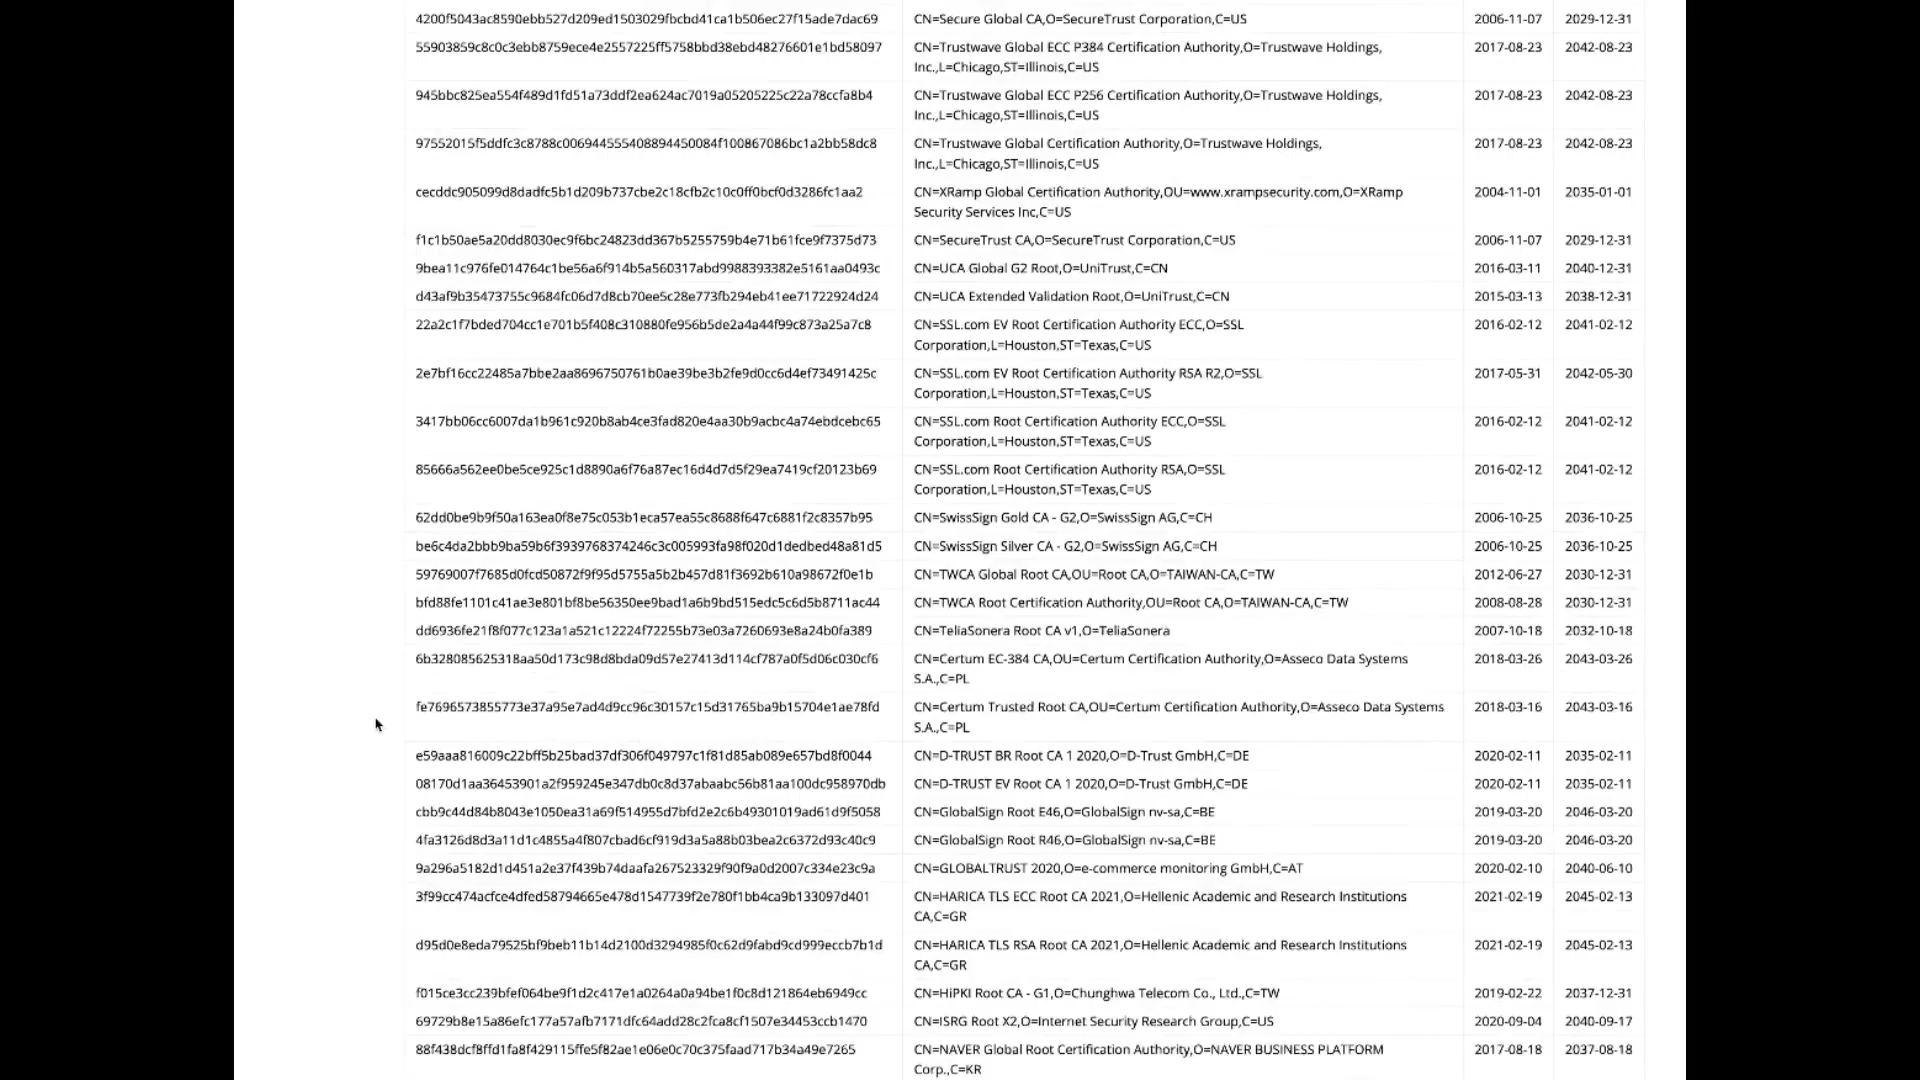 4200f5043ac8590ebb527d209ed1503029fbcbd41ca1b506ec27f15ade7dac69 CN=Secure Global CA,O=SecureTrust Corporation,C=US 2006-11-07 2029-12-31
55903859c8c0c3ebb8759ece4e2557225ff5758bbd38ebd48276601e1bd58097 CN=Trustwave Global ECC P384 Certification Authority,O=Trustwave Holdings, 2017-08-23 2042-08-23
Inc.,L=Chicago,ST=Illinois,C=US
945bbc825ea554f489d1fd51a73ddf2ea624ac7019a05205225c22a78ccfa8b4 CN=Trustwave Global ECC P256 Certification Authority,O=Trustwave Holdings, 2017-08-23 2042-08-23
Inc.,L=Chicago,ST=Illinois,C=US
97552015f5ddfc3c8788c006944555408894450084f100867086bc1a2bb58dc8 CN=Trustwave Global Certification Authority,O=Trustwave Holdings, 2017-08-23 2042-08-23
Inc.,L=Chicago,ST=Illinois,C=US
cecddc905099d8dadfc5b1d209b737cbe2c18cfb2c10c0ff0bcf0d3286fc1aa2 CN=XRamp Global Certification Authority,OU=www.xrampsecurity.com,O=XRamp 2004-11-01 2035-01-01
Security Services Inc,C=US
f1c1b50ae5a20dd8030ec9f6bc24823dd367b5255759b4e71b61fce9f7375d73 CN=SecureTrust CA,O=SecureTrust Corporation,C=US 2006-11-07 2029-12-31
9bea11c976fe014764c1be56a6f914b5a560317abd9988393382e5161aa0493c CN=UCA Global G2 Root,O=UniTrust,C=CN 2016-03-11 2040-12-31
d43af9b35473755c9684fc06d7d8cb70ee5c28e773fb294eb41ee71722924d24 CN=UCA Extended Validation Root,O=UniTrust,C=CN 2015-03-13 2038-12-31
22a2c1f7bded704cc1e701b5f408c310880fe956b5de2a4a44f99c873a25a7c8 CN=SSL.com EV Root Certification Authority ECC,O=SSL 2016-02-12 2041-02-12
Corporation,L=Houston,ST=Texas,C=US
2e7bf16cc22485a7bbe2aa8696750761b0ae39be3b2fe9d0cc6d4ef73491425c CN=SSL.com EV Root Certification Authority RSA R2,O=SSL 2017-05-31 2042-05-30
Corporation,L=Houston,ST=Texas,C=US
3417bb06cc6007da1b961c920b8ab4ce3fad820e4aa30b9acbc4a74ebdcebc65 CN=SSL.com Root Certification Authority ECC,O=SSL 2016-02-12 2041-02-12
Corporation,L=Houston,ST=Texas,C=US
85666a562ee0be5ce925c1d8890a6f76a87ec16d4d7d5f29ea7419cf20123b69 CN=SSL.com Root Certification Authority RSA,O=SSL 2016-02-12 2041-02-12
Corporation,L=Houston,ST=Texas,C=US
62dd0be9b9f50a163ea0f8e75c053b1eca57ea55c8688f647c6881f2c8357b95 CN=SwissSign Gold CA - G2,O=SwissSign AG,C=CH 2006-10-25 2036-10-25
be6c4da2bbb9ba59b6f3939768374246c3c005993fa98f020d1dedbed48a81d5 CN=SwissSign Silver CA - G2,O=SwissSign AG,C=CH 2006-10-25 2036-10-25
59769007f7685d0fcd50872f9f95d5755a5b2b457d81f3692b610a98672f0e1b CN=TWCA Global Root CA,OU=Root CA,O=TAIWAN-CA,C=TW 2012-06-27 2030-12-31
bfd88fe1101c41ae3e801bf8be56350ee9bad1a6b9bd515edc5c6d5b8711ac44 CN=TWCA Root Certification Authority,OU=Root CA,O=TAIWAN-CA,C=TW 2008-08-28 2030-12-31
dd6936fe21f8f077c123a1a521c12224f72255b73e03a7260693e8a24b0fa389 CN=TeliaSonera Root CA v1,O=TeliaSonera 2007-10-18 2032-10-18
6b328085625318aa50d173c98d8bda09d57e27413d114cf787a0f5d06c030cf6 CN=Certum EC-384 CA,OU=Certum Certification Authority,O=Asseco Data Systems 2018-03-26 2043-03-26
S.A.,C=PL
fe7696573855773e37a95e7ad4d9cc96c30157c15d31765ba9b15704e1ae78fd CN=Certum Trusted Root CA,OU=Certum Certification Authority,O=Asseco Data Systems 2018-03-16 2043-03-16
S.A.,C=PL
e59aaa816009c22bff5b25bad37df306f049797c1f81d85ab089e657bd8f0044 CN=D-TRUST BR Root CA 1 2020,O=D-Trust GmbH,C=DE 2020-02-11 2035-02-11
08170d1aa36453901a2f959245e347db0c8d37abaabc56b81aa100dc958970db CN=D-TRUST EV Root CA 1 2020,O=D-Trust GmbH,C=DE 2020-02-11 2035-02-11
cbb9c44d84b8043e1050ea31a69f514955d7bfd2e2c6b49301019ad61d9f5058 CN=GlobalSign Root E46,O=GlobalSign nv-sa,C=BE 2019-03-20 2046-03-20
4fa3126d8d3a11d1c4855a4f807cbad6cf919d3a5a88b03bea2c6372d93c40c9 CN=GlobalSign Root R46,O=GlobalSign nv-sa,C=BE 2019-03-20 2046-03-20
9a296a5182d1d451a2e37f439b74daafa267523329f90f9a0d2007c334e23c9a CN=GLOBALTRUST 2020,O=e-commerce monitoring GmbH,C=AT 2020-02-10 2040-06-10
3f99cc474acfce4dfed58794665e478d1547739f2e780f1bb4ca9b133097d401 CN=HARICA TLS ECC Root CA 2021,O=Hellenic Academic and Research Institutions 2021-02-19 2045-02-13
CA,C=GR
d95d0e8eda79525bf9beb11b14d2100d3294985f0c62d9fabd9cd999eccb7b1d CN=HARICA TLS RSA Root CA 2021,O=Hellenic Academic and Research Institutions 2021-02-19 2045-02-13
CA,C=GR
f015ce3cc239bfef064be9f1d2c417e1a0264a0a94be1f0c8d121864eb6949cc CN=HiPKI Root CA - G1,O=Chunghwa Telecom Co., Ltd.,C=TW 2019-02-22 2037-12-31
69729b8e15a86efc177a57afb7171dfc64add28c2fca8cf1507e34453ccb1470 CN=ISRG Root X2,O=Internet Security Research Group,C=US 2020-09-04 2040-09-17
88f438dcf8ffd1fa8f429115ffe5f82ae1e06e0c70c375faad717b34a49e7265 CN=NAVER Global Root Certification Authority,O=NAVER BUSINESS PLATFORM 2017-08-18 2037-08-18
Corp.,C=KR